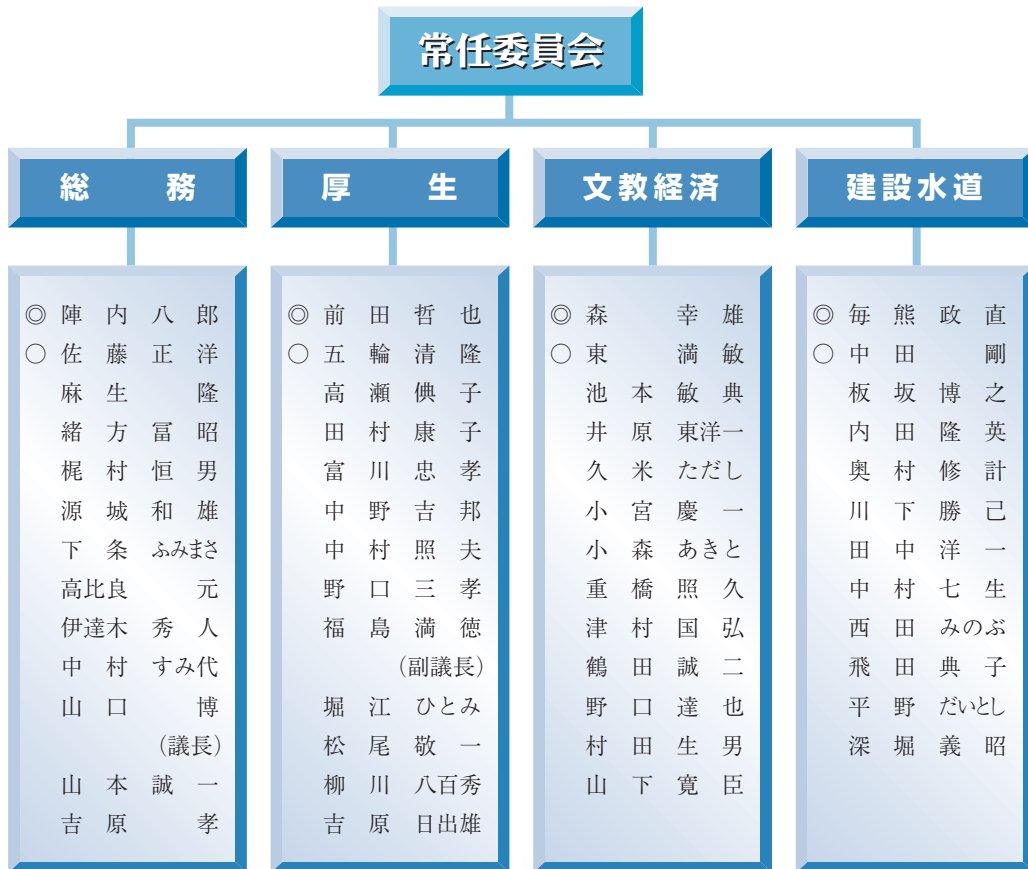 常任委員会
総務
◎陣内八郎
○佐藤正洋
麻生隆
緒方冨昭
梶村恒男
源城和雄
下条ふみまさ
高比良元
伊達木秀人
中村すみ代
山口博
（議長）
山本誠一
吉原孝
厚生
◎前田哲也
○五輪清隆
高瀬倎子
田村康子
富川忠孝
中野吉邦
中村照夫
野口三孝
福島満徳
（副議長）
堀江ひとみ
松尾敬一
柳川八百秀
吉原日出雄
文教経済
◎森幸雄
○東満敏
池本敏典
井原東洋一
久米ただし
小宮慶一
小森あきと
重橋照久
津村国弘
鶴田誠二
野口達也
村田生男
山下寛臣
建設水道
◎毎熊政直
○中田剛
板坂博之
内田隆英
奥村修計
川下勝己
田中洋一
中村七生
西田みのぶ
飛田典子
平野だいとし
深堀義昭